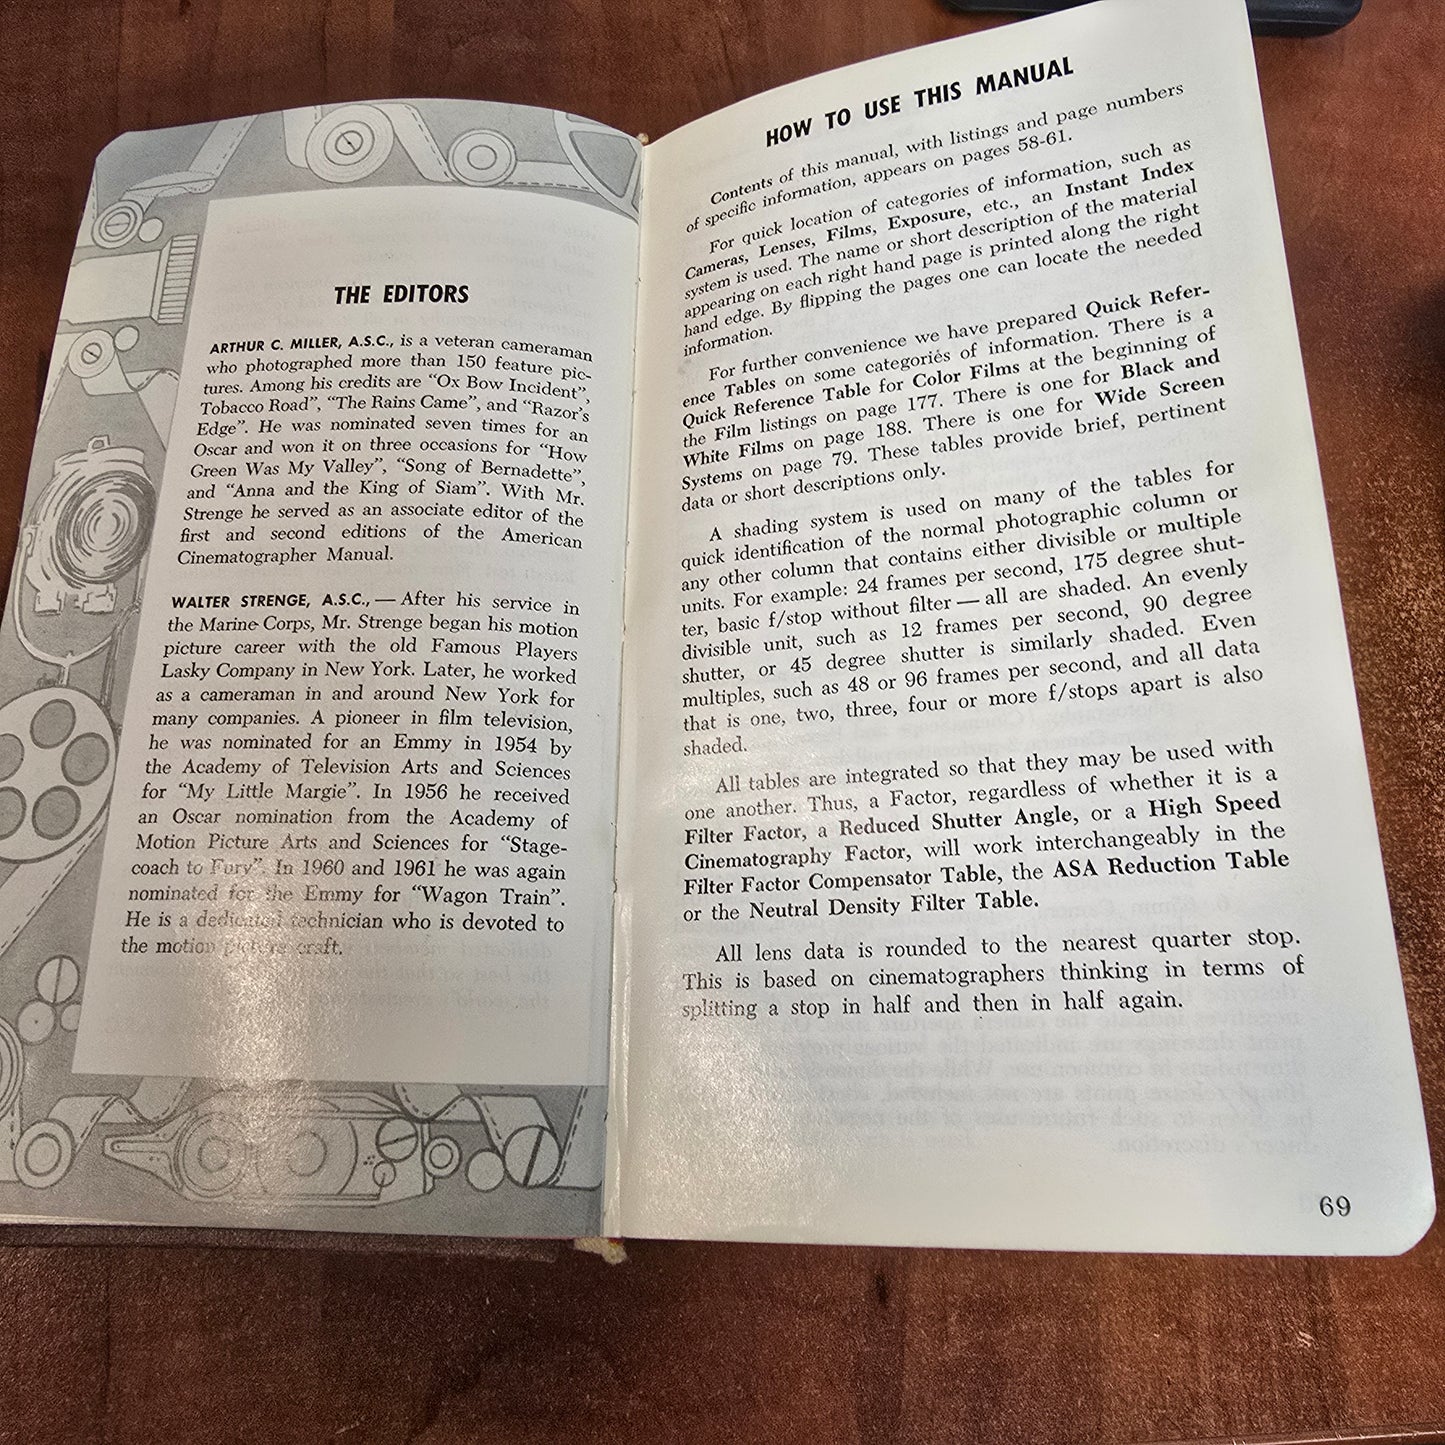 THE EDITORS
ARTHUR C. MILLER, A.S.C., is a veteran cameraman
who photographed more than 150 feature pic-
tures. Among his credits are “Ox Bow Incident”,
Tobacco Road”, “The Rains Came”, and “Razor’s
Edge”. He was nominated seven times for an
Oscar and won it on three occasions for “How
Green Was My Valley”, “Song of Bernadette”,
and “Anna and the King of Siam”. With Mr.
Strenge he served as an associate editor of the
first and second editions of the American
Cinematographer Manual.
WALTER STRENGE, A.S.C., — After his service in
the Marine Corps, Mr. Strenge began his motion
picture career with the old Famous Players
Lasky Company in New York. Later, he worked
as a cameraman in and around New York for
many companies. A pioneer in film television,
he was nominated for an Emmy in 1954 by
the Academy of Television Arts and Sciences
for “My Little Margie”. In 1956 he received
an Oscar nomination from the Academy of
Motion Picture Arts and Sciences for “Stage-
coach to Fury”. In 1960 and 1961 he was again
nominated for the Emmy for “Wagon Train”.
He is a dedicated technician who is devoted to
the motion picture craft.
HOW TO USE THIS MANUAL
Contents of this manual, with listings and page numbers
of specific information, appears on pages 58-61.
For quick location of categories of information, such as
Cameras, Lenses, Films, Exposure, etc., an Instant Index
system is used. The name or short description of the material
appearing on each right hand page is printed along the right
hand edge. By flipping the pages one can locate the needed
information.
For further convenience we have prepared Quick Refer-
ence Tables on some categories of information. There is a
Quick Reference Table for Color Films at the beginning of
the Film listings on page 177. There is one for Black and
White Films on page 188. There is one for Wide Screen
Systems on page 79. These tables provide brief, pertinent
data or short descriptions only.
A shading system is used on many of the tables for
quick identification of the normal photographic column or
any other column that contains either divisible or multiple
units. For example: 24 frames per second, 175 degree shut-
ter, basic f/stop without filter — all are shaded. An evenly
divisible unit, such as 12 frames per second, 90 degree
shutter, or 45 degree shutter is similarly shaded. Even
multiples, such as 48 or 96 frames per second, and all data
that is one, two, three, four or more f/stops apart is also
shaded.
All tables are integrated so that they may be used with
one another. Thus, a Factor, regardless of whether it is a
Filter Factor, a Reduced Shutter Angle, or a High Speed
Cinematography Factor, will work interchangeably in the
Filter Factor Compensator Table, the ASA Reduction Table
or the Neutral Density Filter Table.
All lens data is rounded to the nearest quarter stop.
This is based on cinematographers thinking in terms of
splitting a stop in half and then in half again.
69